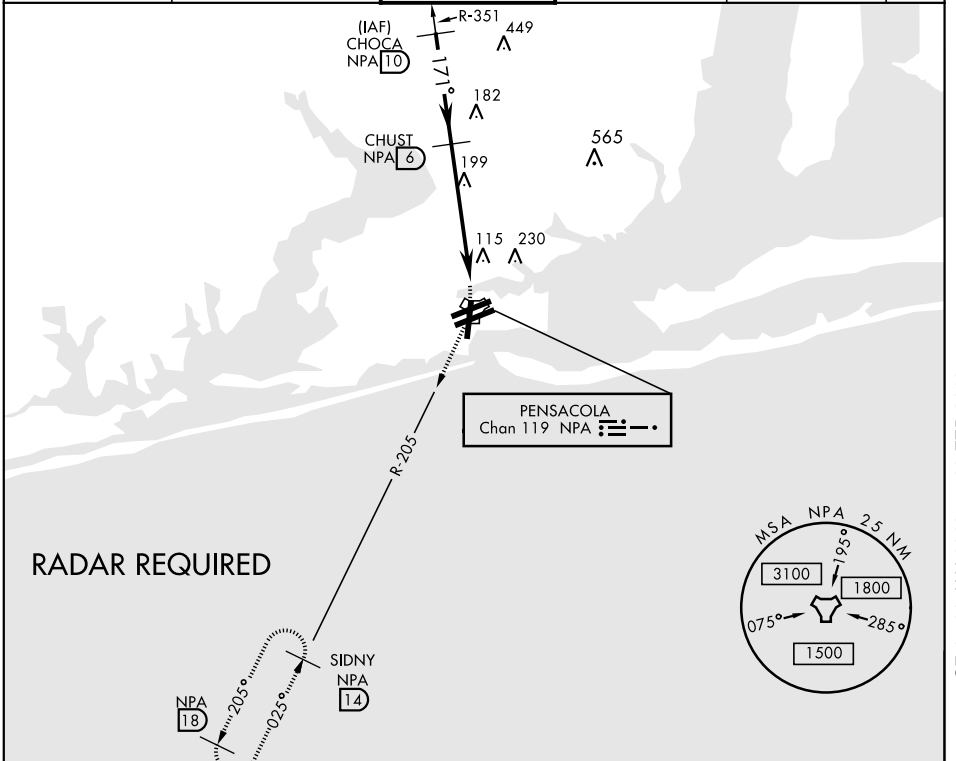 R-351
(IAF)
CHOCA
NPA 10
449
171°
182
CHUST
NPA 6
565
199
115 230
PENSACOLA
Chan 119 NPA
R-205
RADAR REQUIRED
MSA NPA 25 NM
195°
3100
1800
075°
285°
1500
SIDNY
NPA
14
NPA
18
205°
025°